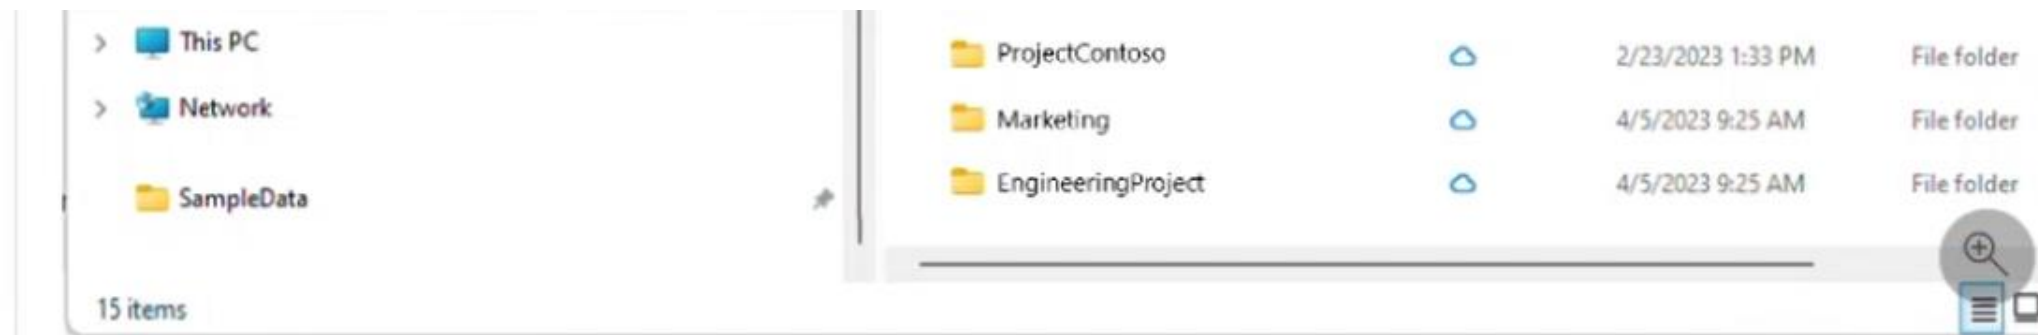 This PC
Network
SampleData
ProjectContoso 2/23/2023 1:33 PM File folder
Marketing 4/5/2023 9:25 AM File folder
EngineeringProject 4/5/2023 9:25 AM File folder
15 items